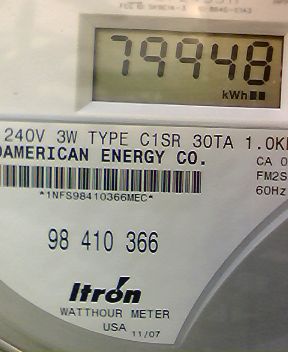 79948
kWh
240V 3W TYPE C1SR 30TA 1.0K
AMERICAN ENERGY CO.
CA 0
FM2S
60Hz
*1NFS98410366MEC*
98 410 366
Itrón
WATTHOUR METER
USA 11/07